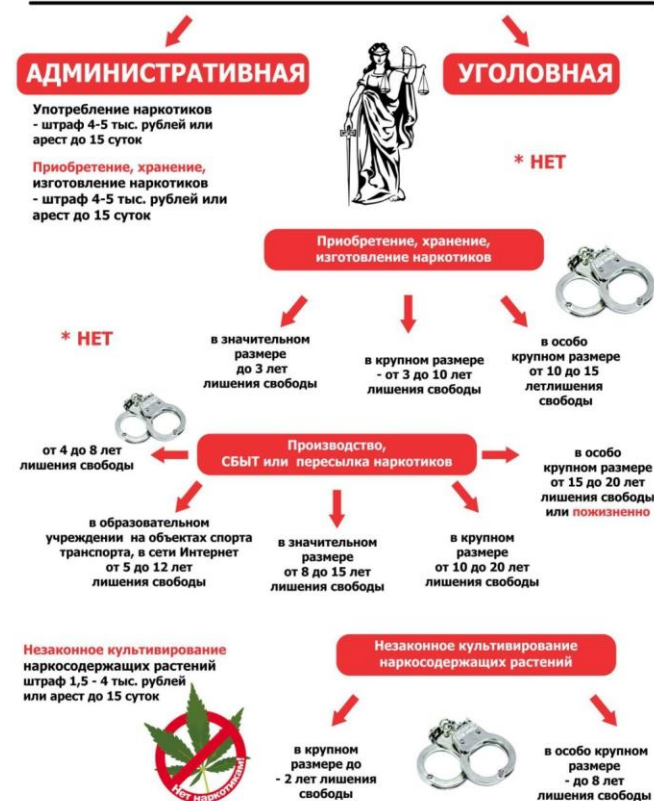 АДМИНИСТРАТИВНАЯ
УГОЛОВНАЯ
Употребление наркотиков
- штраф 4-5 тыс. рублей или
арест до 15 суток
Приобретение, хранение,
изготовление наркотиков
- штраф 4-5 тыс. рублей или
арест до 15 суток
* НЕТ
Приобретение, хранение,
изготовление наркотиков
* НЕТ
в значительном
размере
до 3 лет
лишения свободы
в крупном размере
- от 3 до 10 лет
лишения свободы
в особо
крупном размере
от 10 до 15
летлишения
свободы
Производство,
СБЫТ или пересылка наркотиков
от 4 до 8 лет
лишения свободы
в особо
крупном размере
от 15 до 20 лет
лишения свободы
или пожизненно
в образовательном
учреждении на объектах спорта
транспорта, в сети Интернет
от 5 до 12 лет
лишения свободы
в значительном
размере
от 8 до 15 лет
лишения свободы
в крупном
размере
от 10 до 20 лет
лишения свободы
Незаконное культивирование
наркосодержащих растений
штраф 1,5 - 4 тыс. рублей
или арест до 15 суток
Нет наркотикам!
Незаконное культивирование
наркосодержащих растений
в крупном
размере до
- 2 лет лишения
свободы
в особо крупном
размере
- до 8 лет
лишения свободы